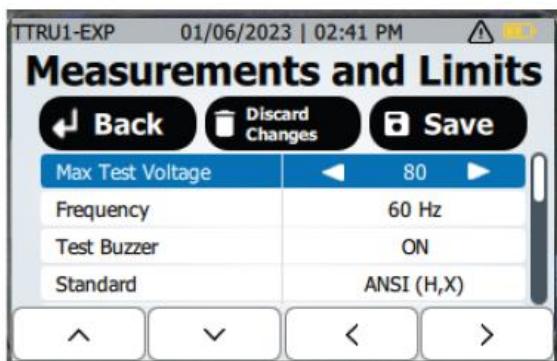 TTRU1-EXP 01/06/2023 | 02:41 PM
Measurements and Limits
Back Discard Changes Save
Max Test Voltage 80
Frequency 60 Hz
Test Buzzer ON
Standard ANSI (H,X)